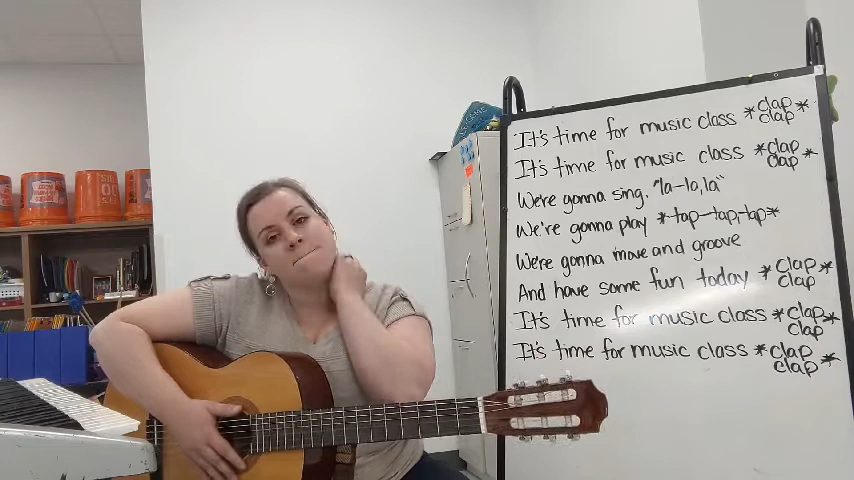 It's time for music class *clap clap*
It's time for music class *clap clap*
We're gonna sing. "la-la, la"
We're gonna play *tap-tap, tap*
We're gonna move and groove
And have some fun today *clap clap*
It's time for music class *clap clap*
It's time for music class *clap clap*